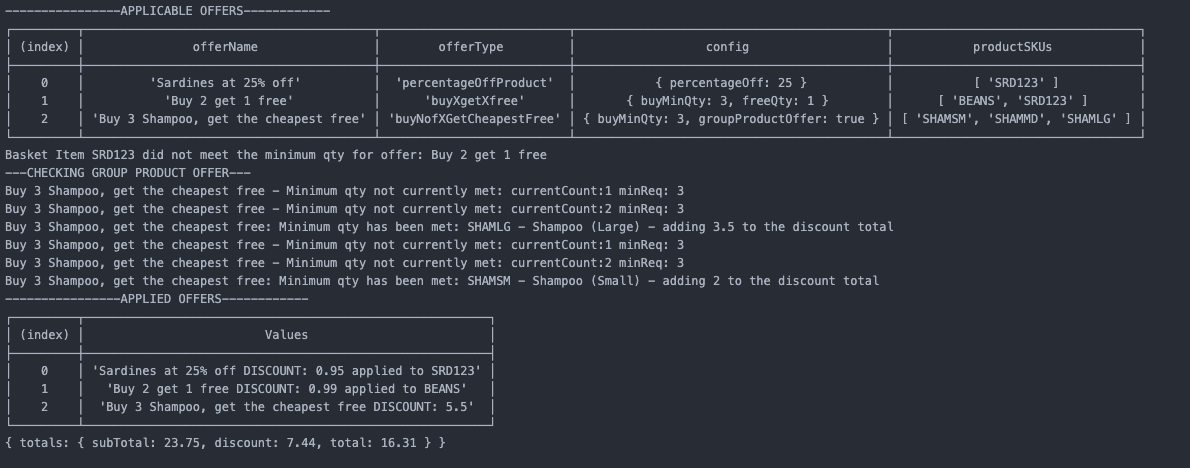 ----------------APPLICABLE OFFERS------------
(index) offerName offerType config productSKUs
0 'Sardines at 25% off' 'percentageOffProduct' { percentageOff: 25 } [ 'SRD123' ]
1 'Buy 2 get 1 free' 'buyXgetXfree' { buyMinQty: 3, freeQty: 1 } [ 'BEANS', 'SRD123' ]
2 'Buy 3 Shampoo, get the cheapest free' 'buyNofXGetCheapestFree' { buyMinQty: 3, groupProductOffer: true } [ 'SHAMSM', 'SHAMMD', 'SHAMLG' ]
Basket Item SRD123 did not meet the minimum qty for offer: Buy 2 get 1 free
---CHECKING GROUP PRODUCT OFFER---
Buy 3 Shampoo, get the cheapest free - Minimum qty not currently met: currentCount:1 minReq: 3
Buy 3 Shampoo, get the cheapest free - Minimum qty not currently met: currentCount:2 minReq: 3
Buy 3 Shampoo, get the cheapest free: Minimum qty has been met: SHAMLG - Shampoo (Large) - adding 3.5 to the discount total
Buy 3 Shampoo, get the cheapest free - Minimum qty not currently met: currentCount:1 minReq: 3
Buy 3 Shampoo, get the cheapest free - Minimum qty not currently met: currentCount:2 minReq: 3
Buy 3 Shampoo, get the cheapest free: Minimum qty has been met: SHAMSM - Shampoo (Small) - adding 2 to the discount total
----------------APPLIED OFFERS------------
(index) Values
0 'Sardines at 25% off DISCOUNT: 0.95 applied to SRD123'
1 'Buy 2 get 1 free DISCOUNT: 0.99 applied to BEANS'
2 'Buy 3 Shampoo, get the cheapest free DISCOUNT: 5.5'
{ totals: { subTotal: 23.75, discount: 7.44, total: 16.31 } }